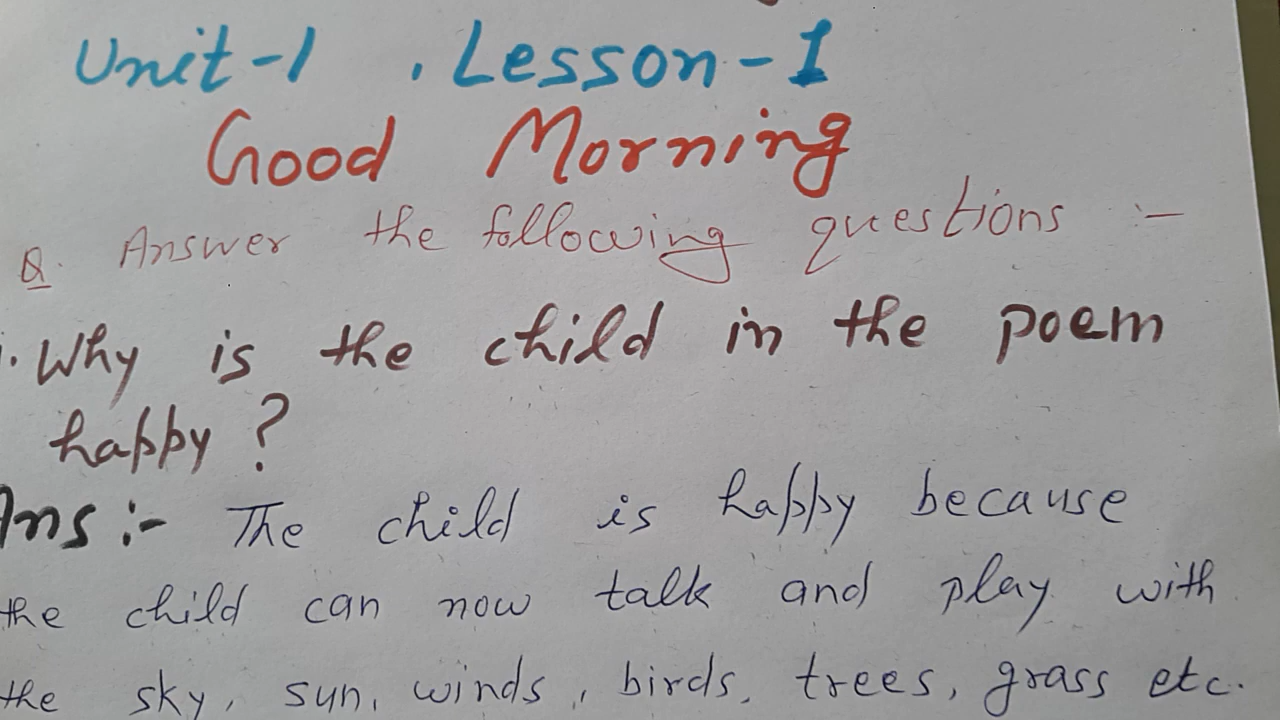 Unit-1 . Lesson-1
Good Morning
Q. Answer the following questions :-
i. Why is the child in the poem
happy ?
Ans :- The child is happy because
the child can now talk and play with
the sky, sun, winds, birds, trees, grass etc.